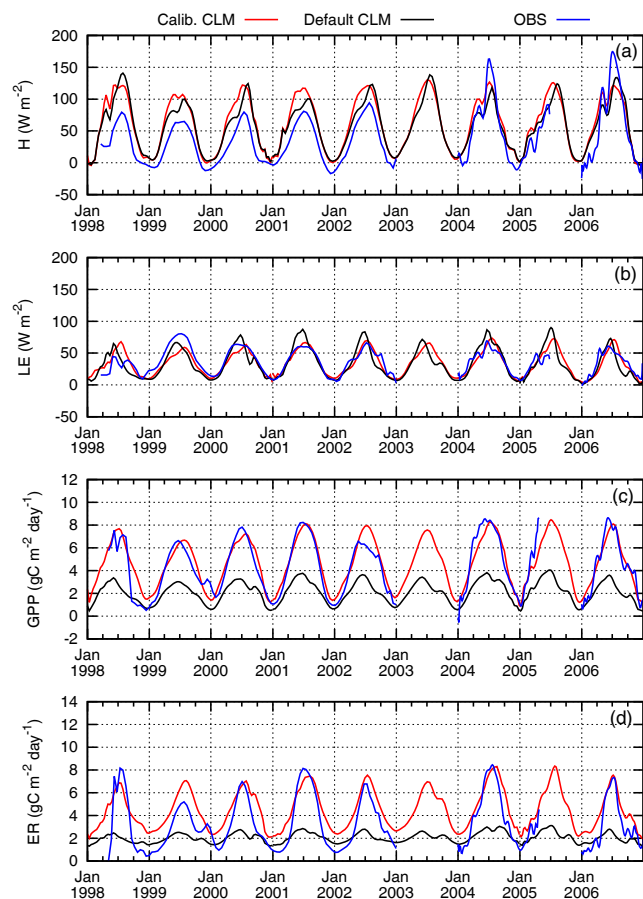 Calib. CLM Default CLM OBS
(a)
H (W m-2)
200
150
100
50
0
-50
Jan Jan Jan Jan Jan Jan Jan Jan Jan
1998 1999 2000 2001 2002 2003 2004 2005 2006
(b)
LE (W m-2)
200
150
100
50
0
-50
Jan Jan Jan Jan Jan Jan Jan Jan Jan
1998 1999 2000 2001 2002 2003 2004 2005 2006
(c)
GPP (gC m-2 day-1)
12
10
8
6
4
2
0
-2
Jan Jan Jan Jan Jan Jan Jan Jan Jan
1998 1999 2000 2001 2002 2003 2004 2005 2006
(d)
ER (gC m-2 day-1)
14
12
10
8
6
4
2
0
Jan Jan Jan Jan Jan Jan Jan Jan Jan
1998 1999 2000 2001 2002 2003 2004 2005 2006